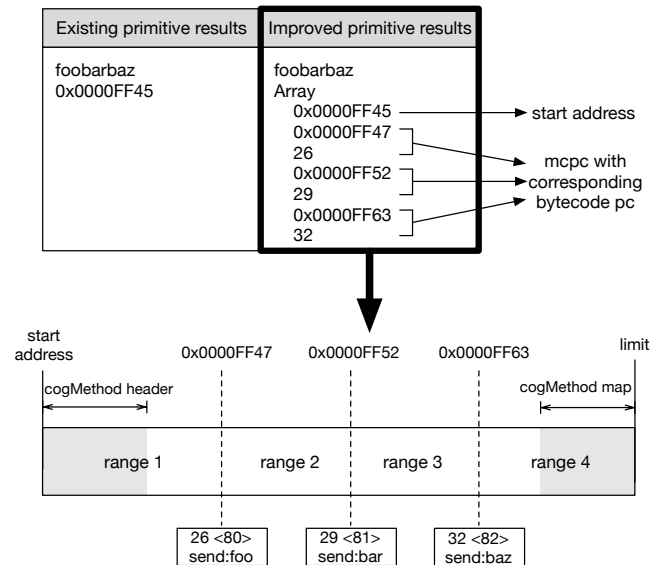 Existing primitive results
Improved primitive results
foobarbaz
0x0000FF45
foobarbaz
Array
0x0000FF45
0x0000FF47
26
0x0000FF52
29
0x0000FF63
32
start address
mcpc with
corresponding
bytecode pc
start
address
0x0000FF47
0x0000FF52
0x0000FF63
limit
cogMethod header
cogMethod map
range 1
range 2
range 3
range 4
26 <80>
send:foo
29 <81>
send:bar
32 <82>
send:baz